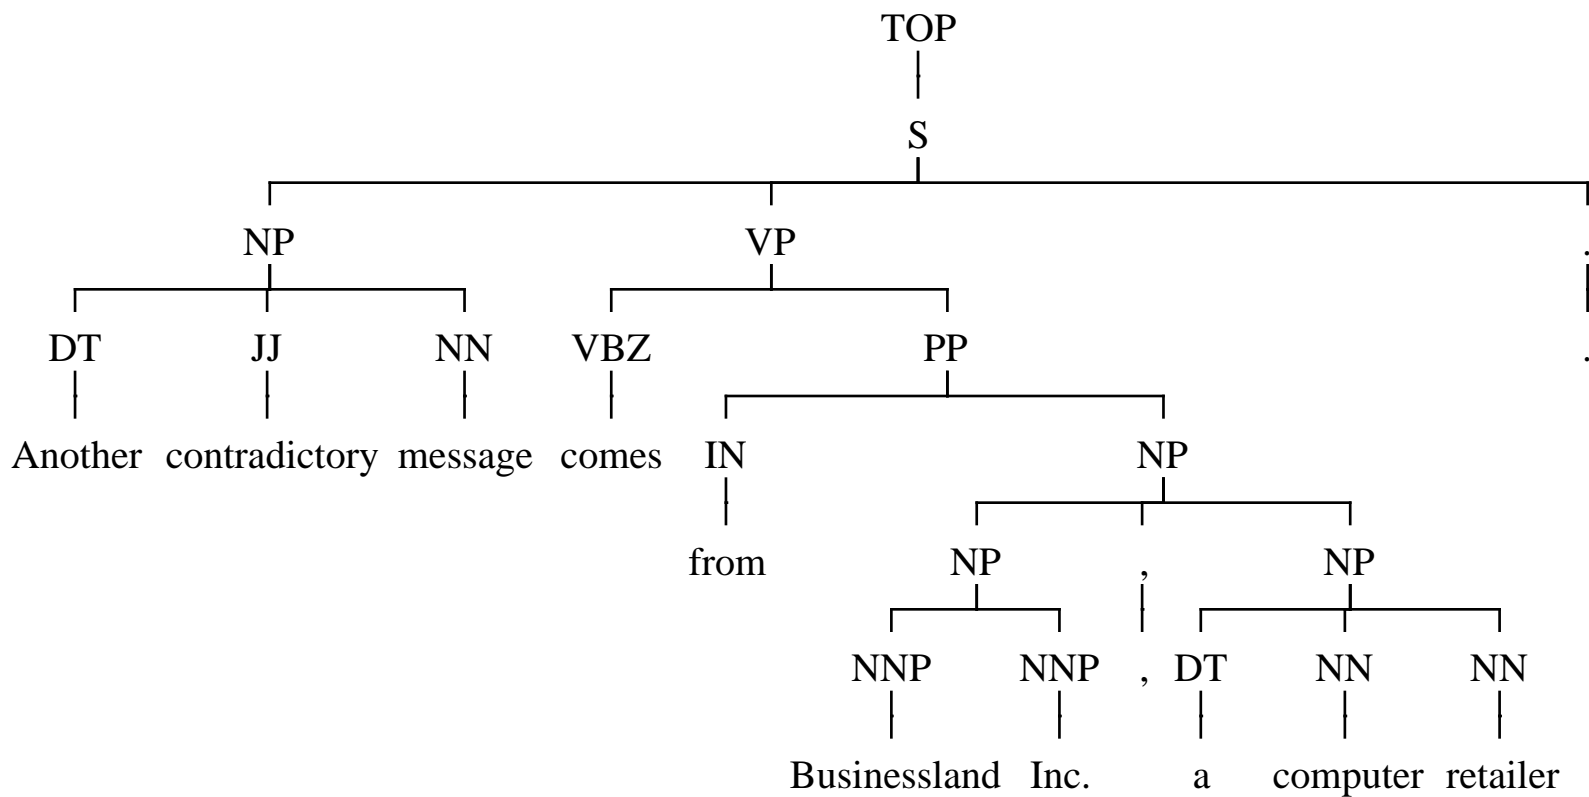 TOP
S
NP VP .
DT JJ NN VBZ PP .
Another contradictory message comes IN NP
from NP , NP
NNP NNP , DT NN NN
Businessland Inc. a computer retailer